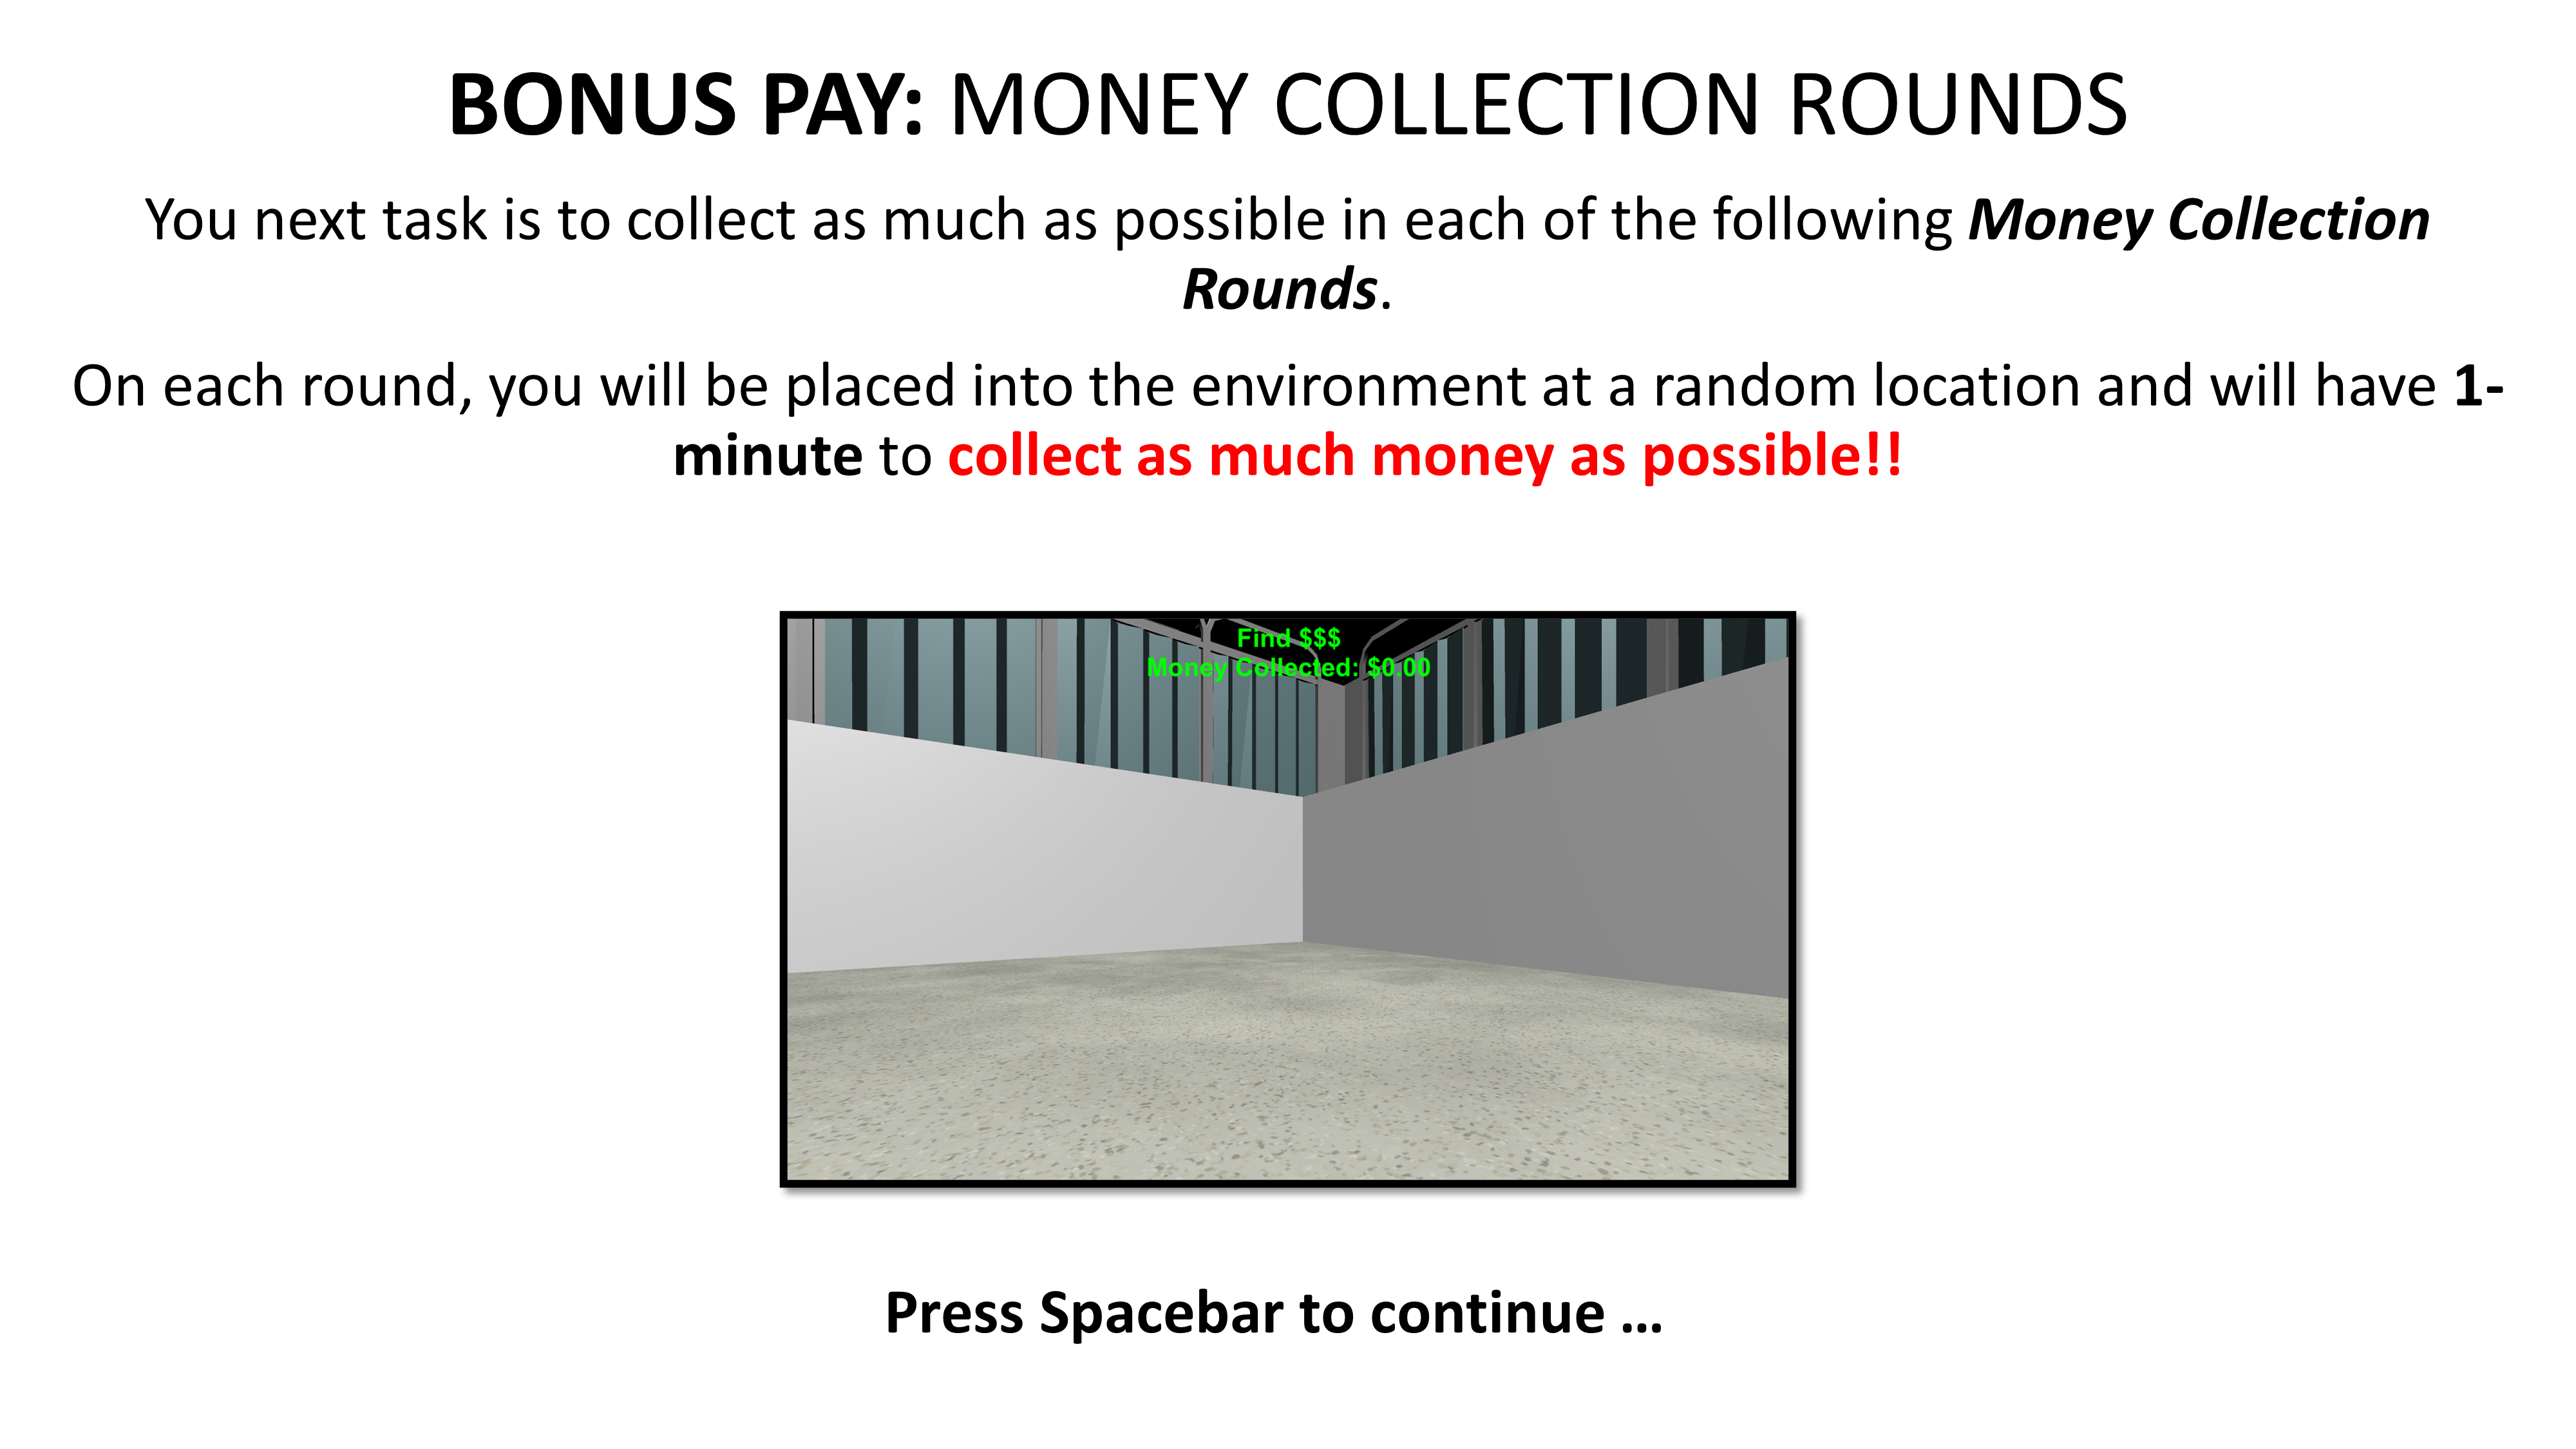 BONUS PAY: MONEY COLLECTION ROUNDS
You next task is to collect as much as possible in each of the following Money Collection
Rounds.
On each round, you will be placed into the environment at a random location and will have 1-
minute to collect as much money as possible!!
Find $$$
Money Collected: $0.00
Press Spacebar to continue …